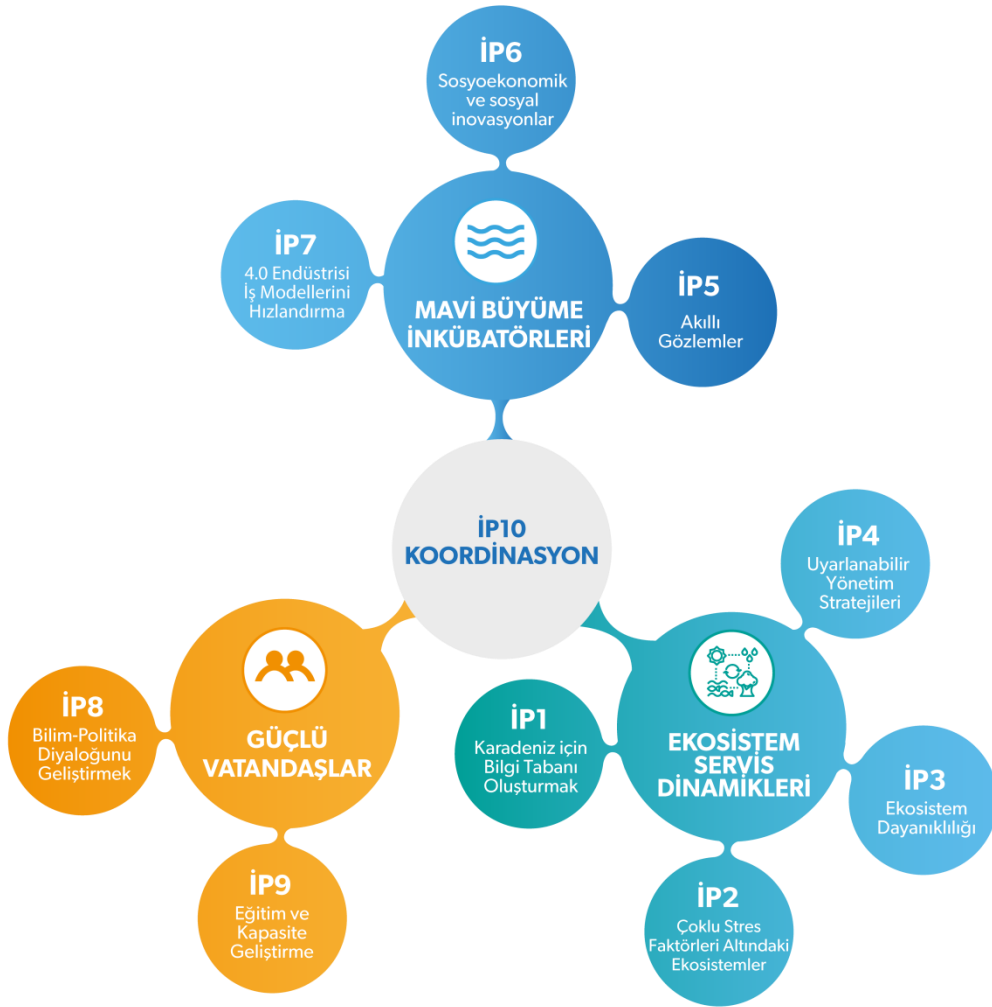 İP6
Sosyoekonomik
ve sosyal
inovasyonlar
İP7
4.0 Endüstrisi
İş Modellerini
Hızlandırma
MAVİ BÜYÜME
İNKÜBATÖRLERİ
İP5
Akıllı
Gözlemler
İP10
KOORDİNASYON
İP4
Uyarlanabilir
Yönetim
Stratejileri
İP8
Bilim-Politika
Diyaloğunu
Geliştirmek
GÜÇLÜ
VATANDAŞLAR
İP9
Eğitim ve
Kapasite
Geliştirme
İP1
Karadeniz için
Bilgi Tabanı
Oluşturmak
EKOSİSTEM
SERVİS
DİNAMİKLERİ
İP3
Ekosistem
Dayanıklılığı
İP2
Çoklu Stres
Faktörleri Altındaki
Ekosistemler